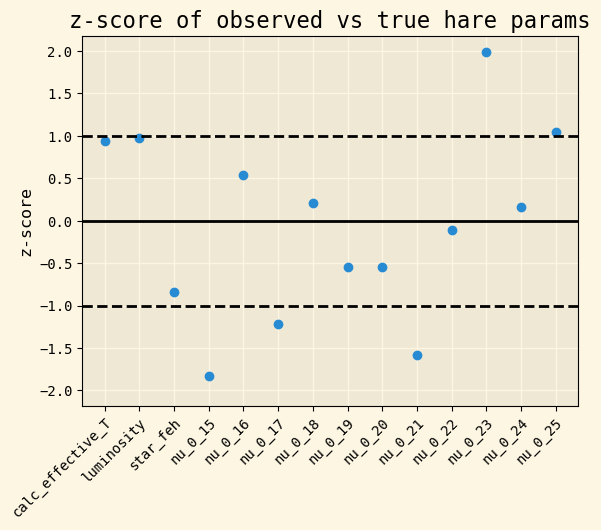 z-score of observed vs true hare params
z-score
2.0
1.5
1.0
0.5
0.0
−0.5
−1.0
−1.5
−2.0
calc_effective_T
luminosity
star_feh
nu_0_15
nu_0_16
nu_0_17
nu_0_18
nu_0_19
nu_0_20
nu_0_21
nu_0_22
nu_0_23
nu_0_24
nu_0_25